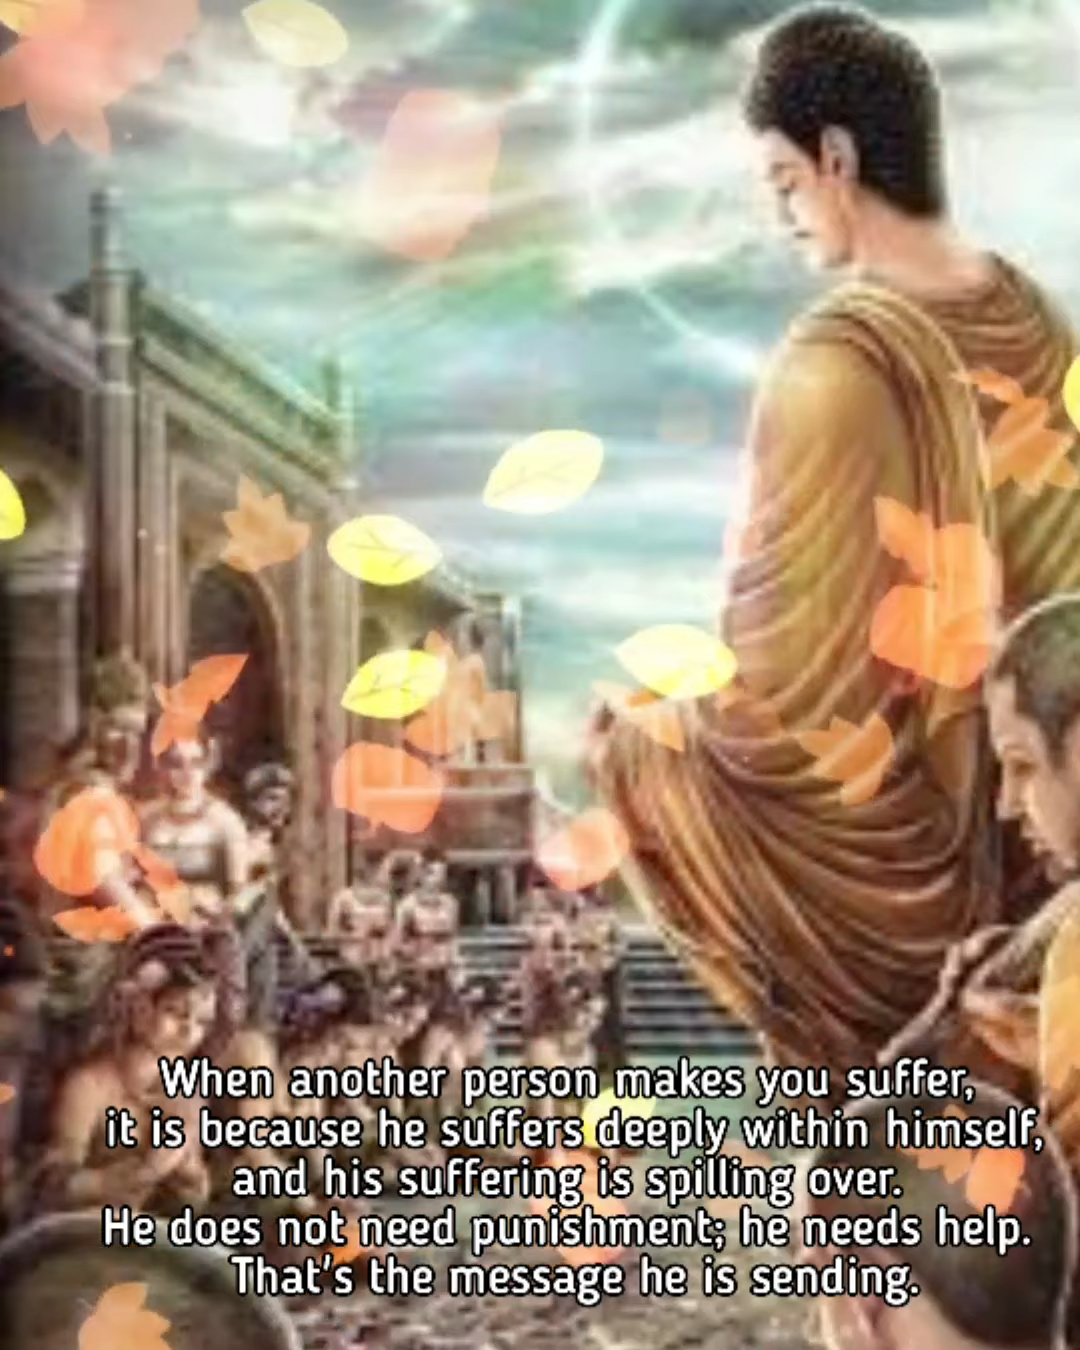 When another person makes you suffer,
it is because he suffers deeply within himself,
and his suffering is spilling over.
He does not need punishment; he needs help.
That's the message he is sending.